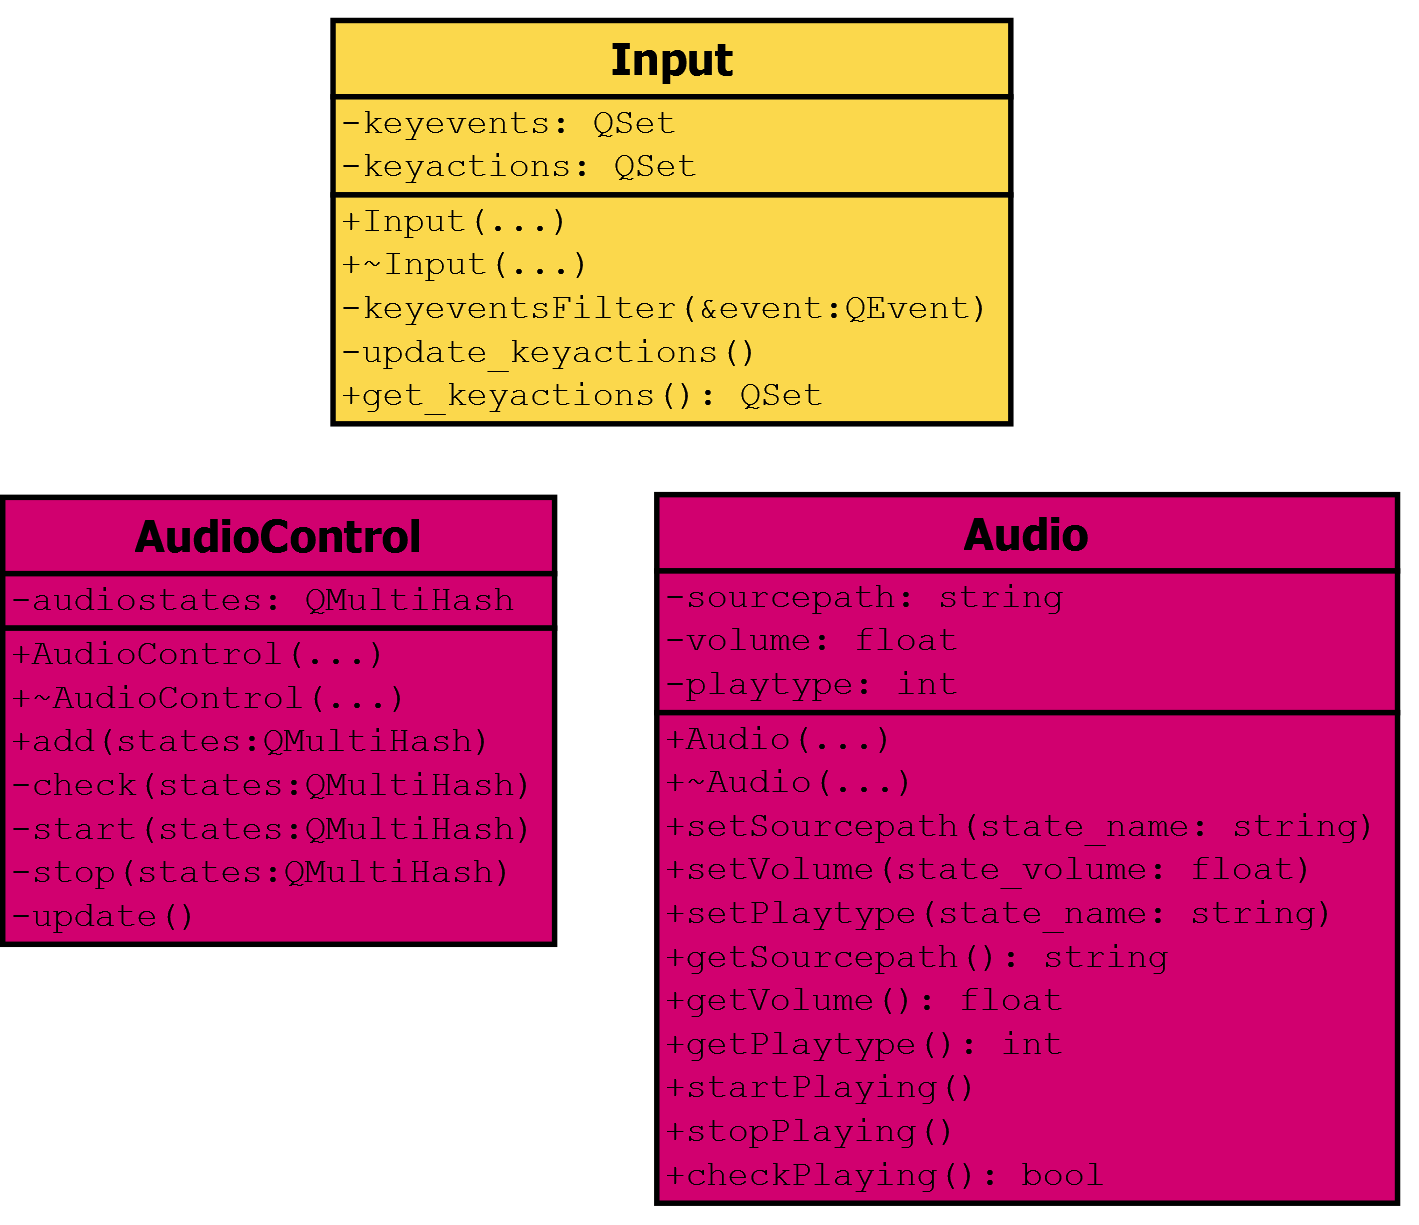 Input
-keyevents: QSet
-keyactions: QSet
+Input(...)
+~Input(...)
-keyeventsFilter(&event:QEvent)
-update_keyactions()
+get_keyactions(): QSet
AudioControl
-audiostates: QMultiHash
+AudioControl(...)
+~AudioControl(...)
+add(states:QMultiHash)
-check(states:QMultiHash)
-start(states:QMultiHash)
-stop(states:QMultiHash)
-update()
Audio
-sourcepath: string
-volume: float
-playtype: int
+Audio(...)
+~Audio(...)
+setSourcepath(state_name: string)
+setVolume(state_volume: float)
+setPlaytype(state_name: string)
+getSourcepath(): string
+getVolume(): float
+getPlaytype(): int
+startPlaying()
+stopPlaying()
+checkPlaying(): bool